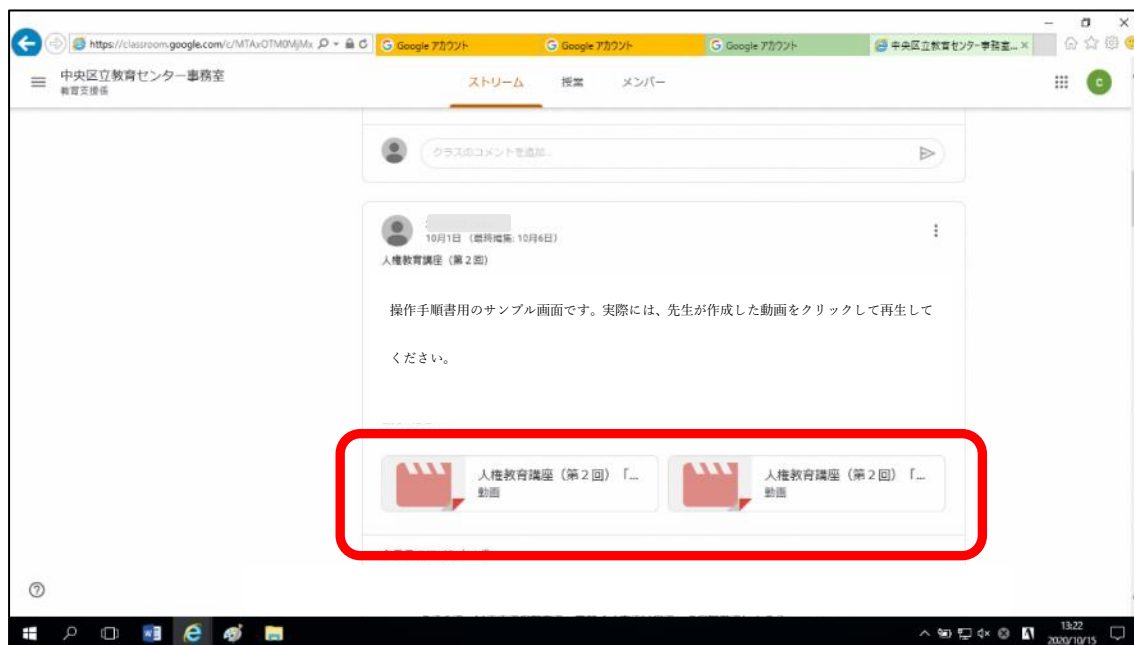 https://classroom.google.com/c/MTAxOTM0MjMx
Google アカウント
Google アカウント
Google アカウント
中央区立教育センター事務室...
中央区立教育センター事務室
教育支援係
ストリーム
授業
メンバー
C
クラスのコメントを追加...
10月1日 (最終編集: 10月6日)
人権教育講座（第２回）
操作手順書用のサンプル画面です。実際には、先生が作成した動画をクリックして再生して
ください。
人権教育講座（第２回）「...
動画
人権教育講座（第２回）「...
動画
13:22
2020/10/15